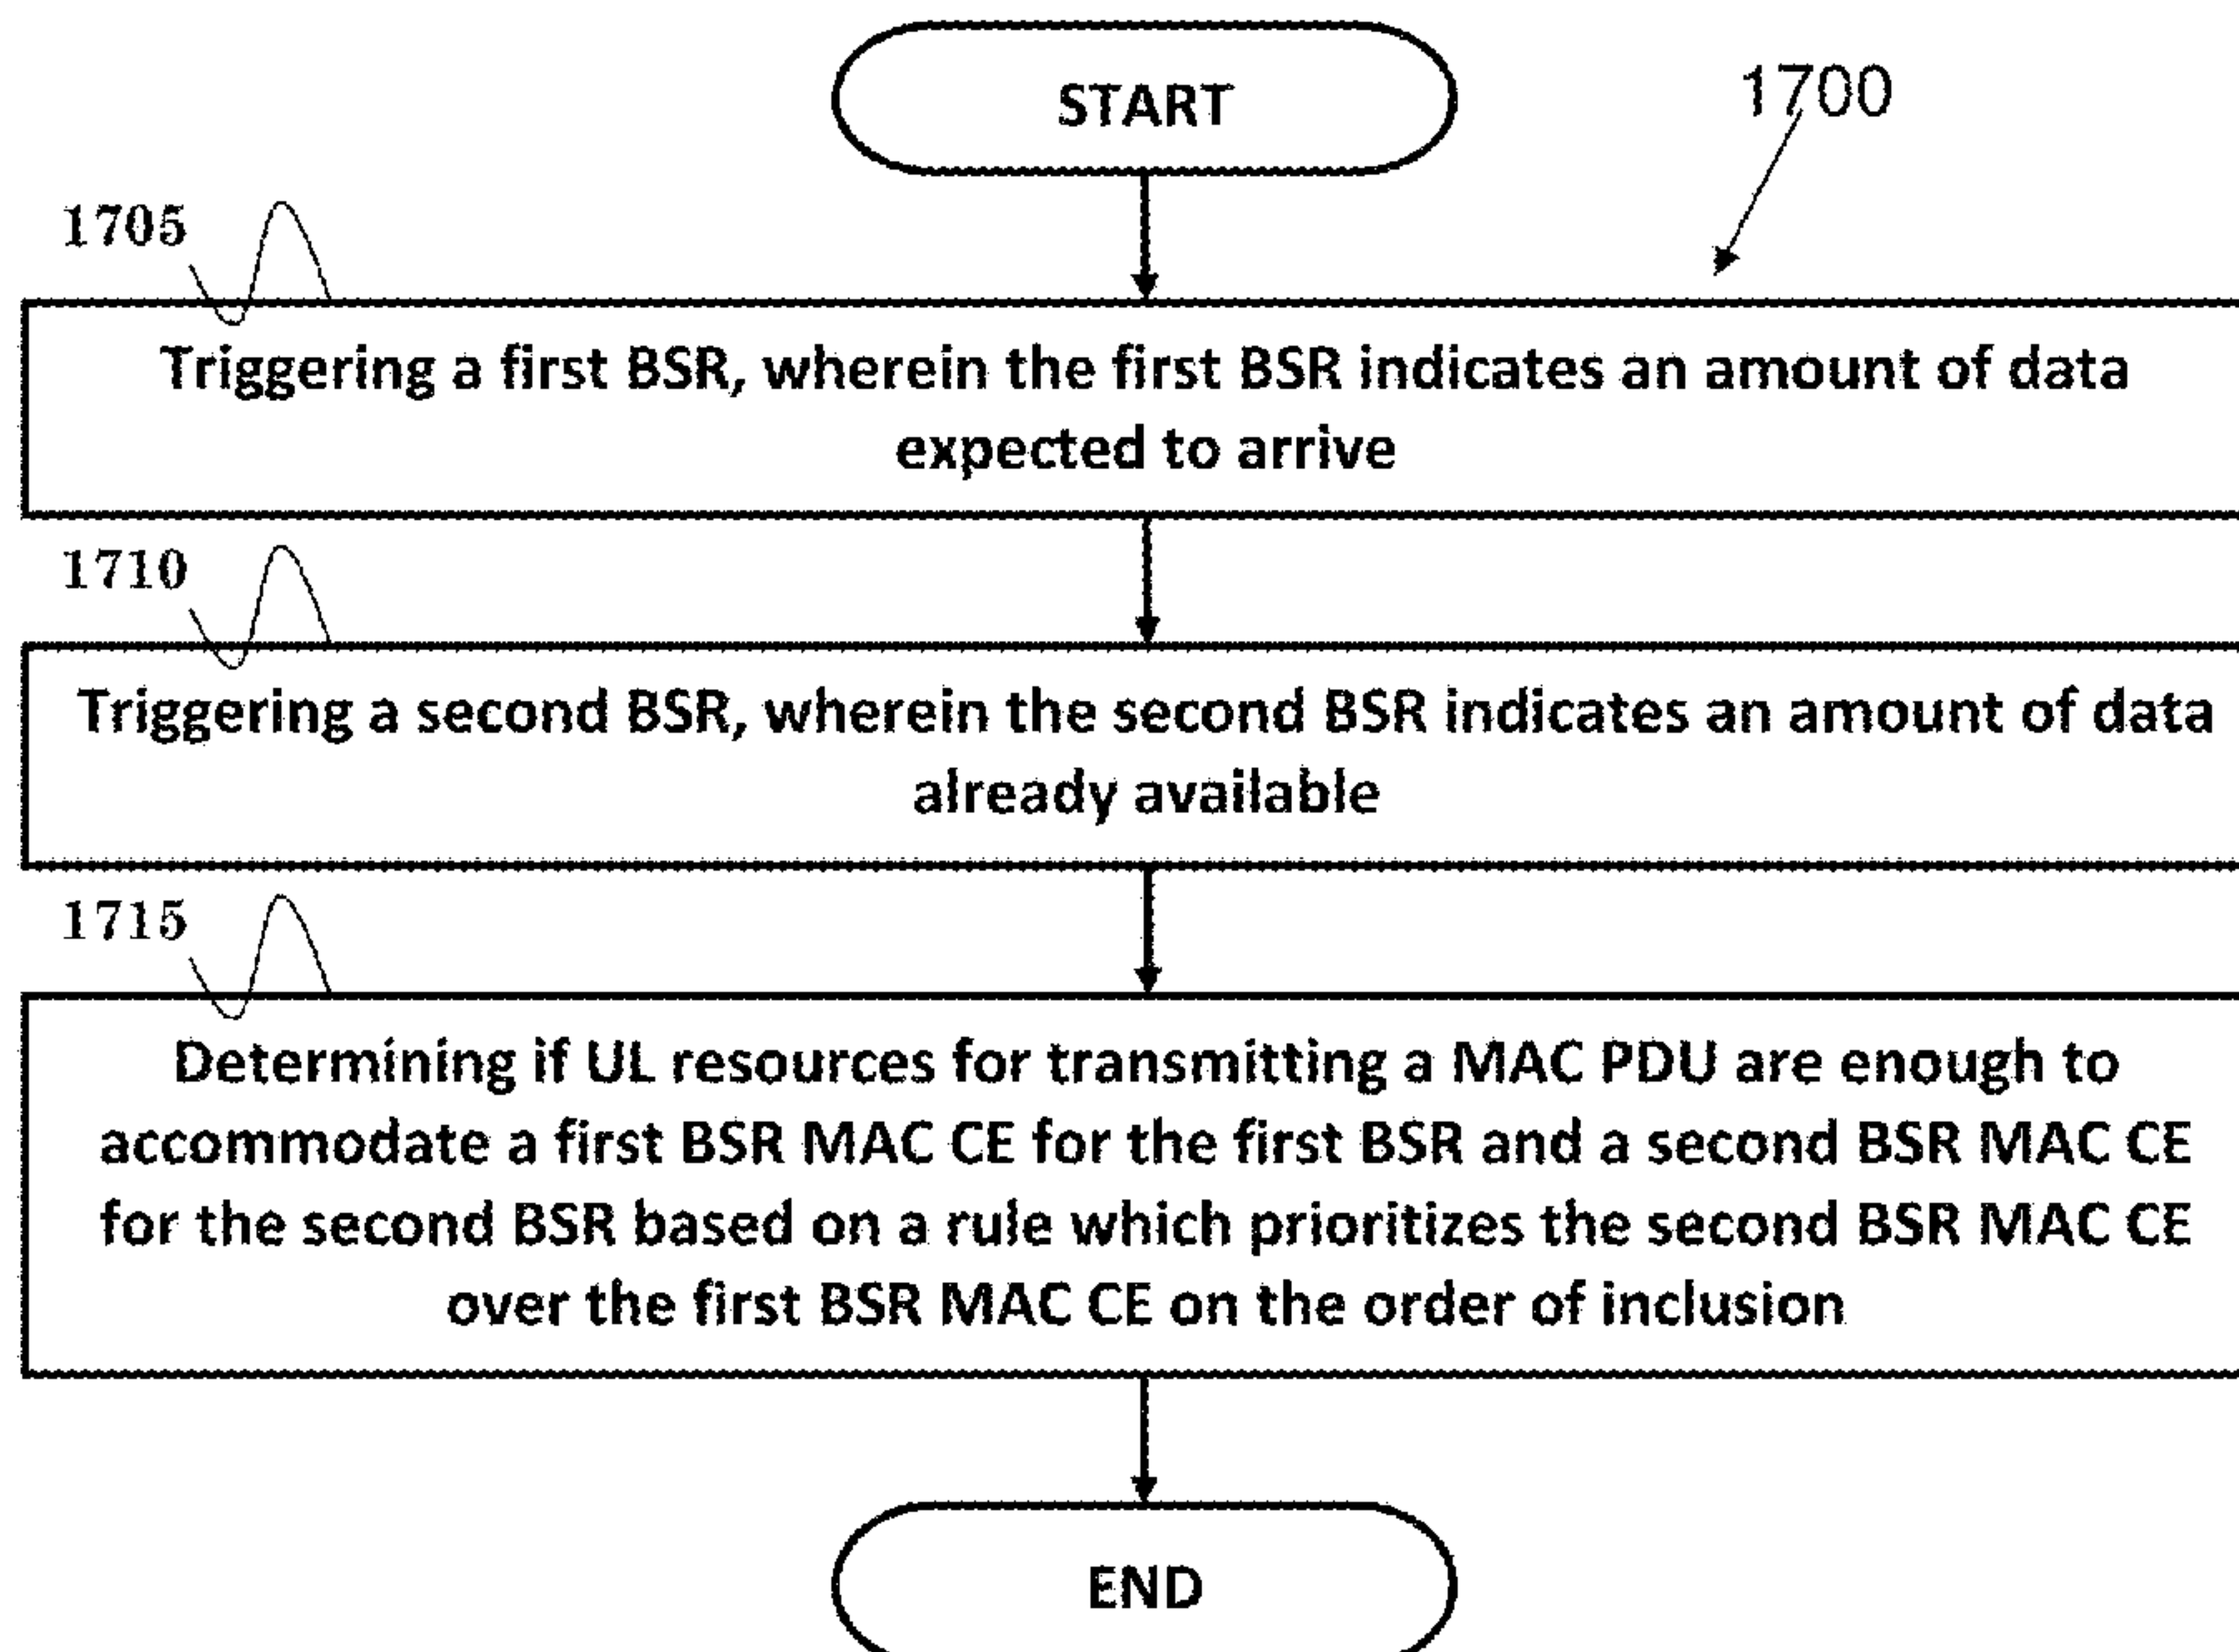 START
1700
1705
Triggering a first BSR, wherein the first BSR indicates an amount of data
expected to arrive
1710
Triggering a second BSR, wherein the second BSR indicates an amount of data
already available
1715
Determining if UL resources for transmitting a MAC PDU are enough to
accommodate a first BSR MAC CE for the first BSR and a second BSR MAC CE
for the second BSR based on a rule which prioritizes the second BSR MAC CE
over the first BSR MAC CE on the order of inclusion
END